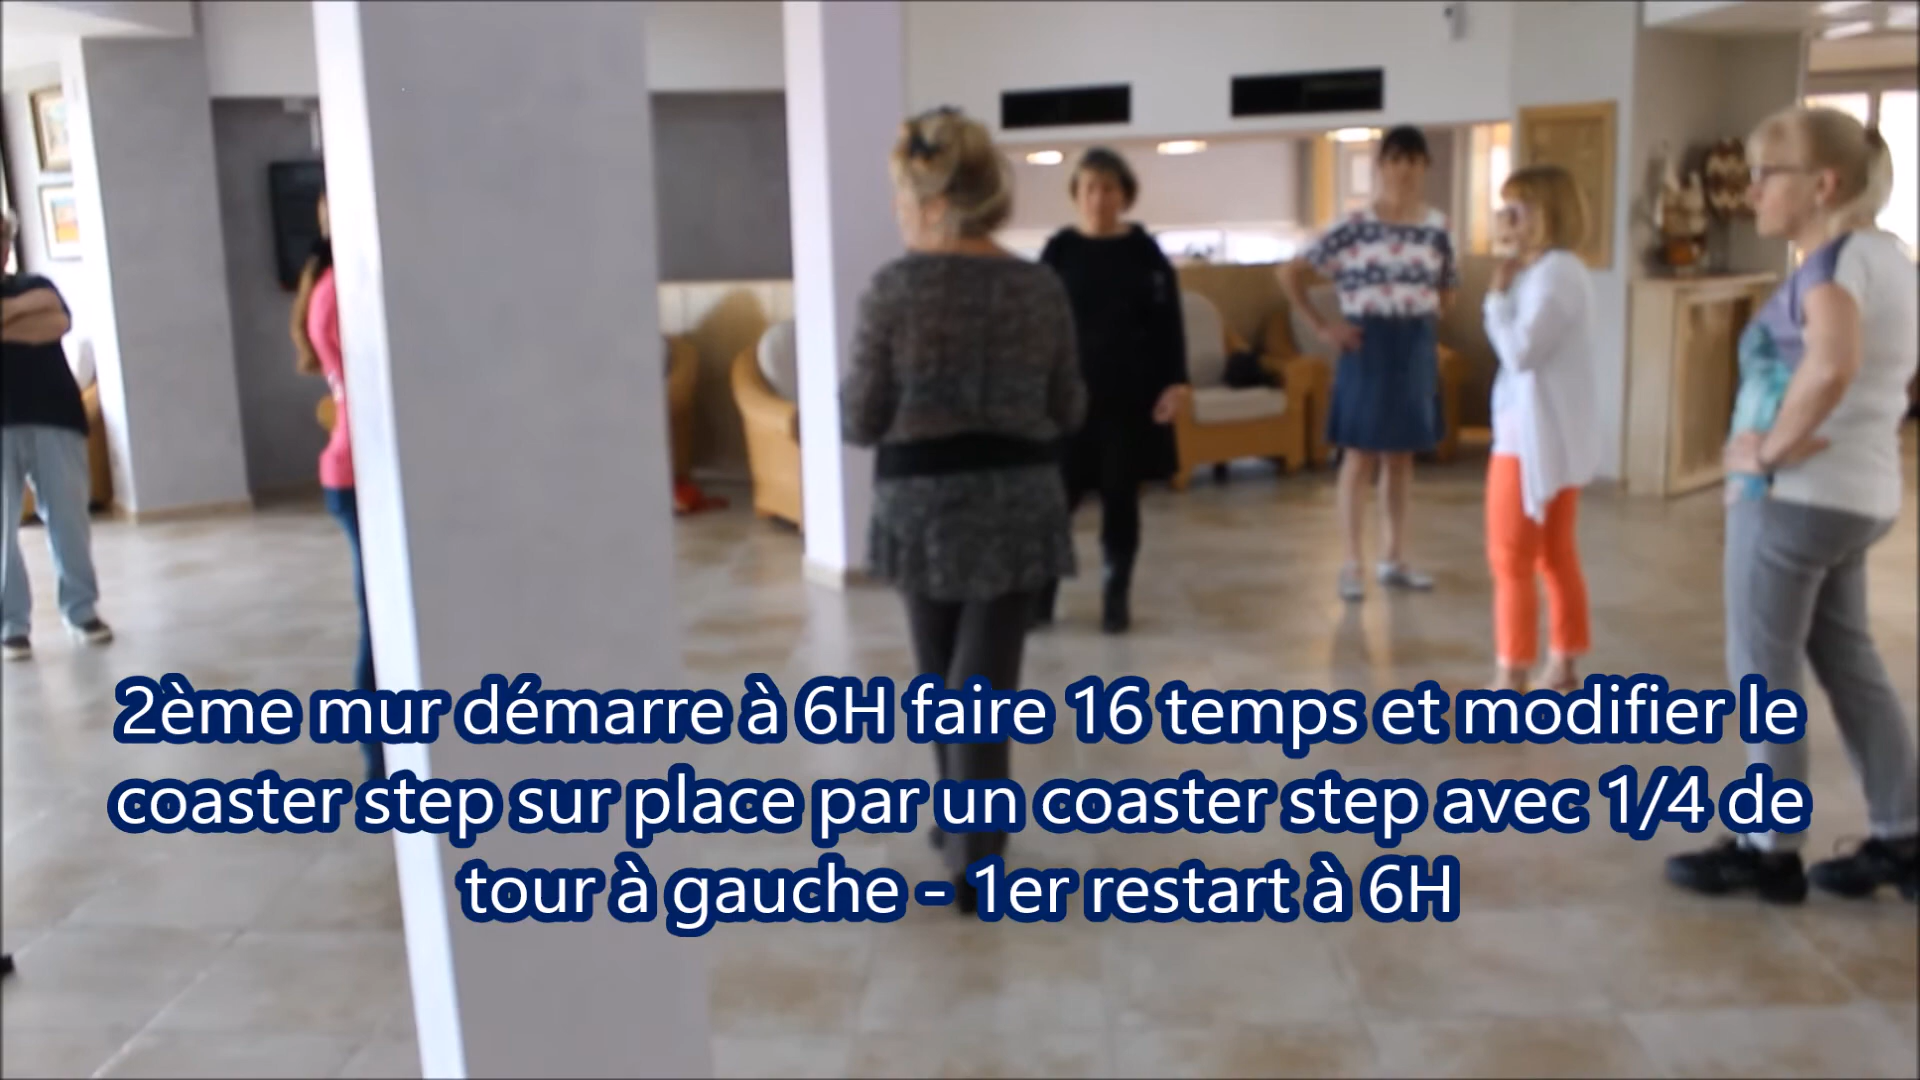 2ème mur démarre à 6H faire 16 temps et modifier le
coaster step sur place par un coaster step avec 1/4 de
tour à gauche - 1er restart à 6H